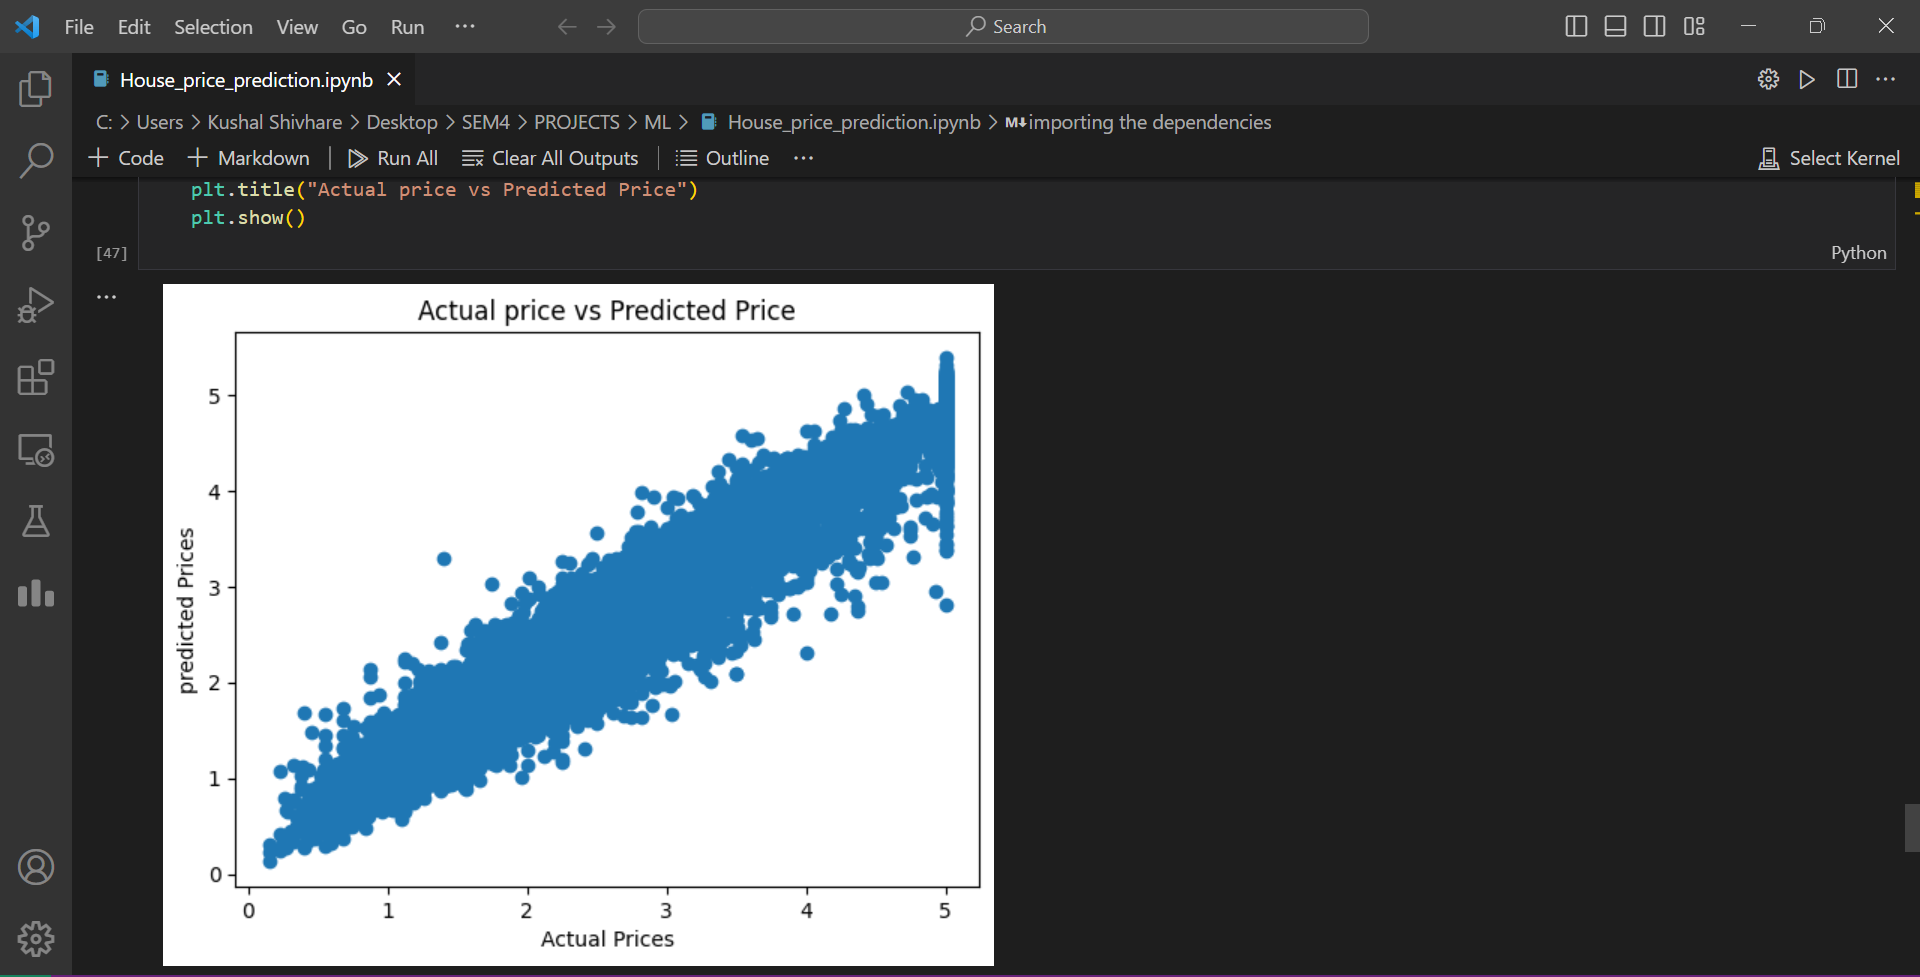 File Edit Selection View Go Run ··· Search
House_price_prediction.ipynb
C: > Users > Kushal Shivhare > Desktop > SEM4 > PROJECTS > ML > House_price_prediction.ipynb > M↓importing the dependencies
+ Code + Markdown Run All Clear All Outputs Outline ··· Select Kernel
plt.title("Actual price vs Predicted Price")
plt.show()
[47] Python
...
Actual price vs Predicted Price
predicted Prices
5
4
3
2
1
0
0 1 2 3 4 5
Actual Prices